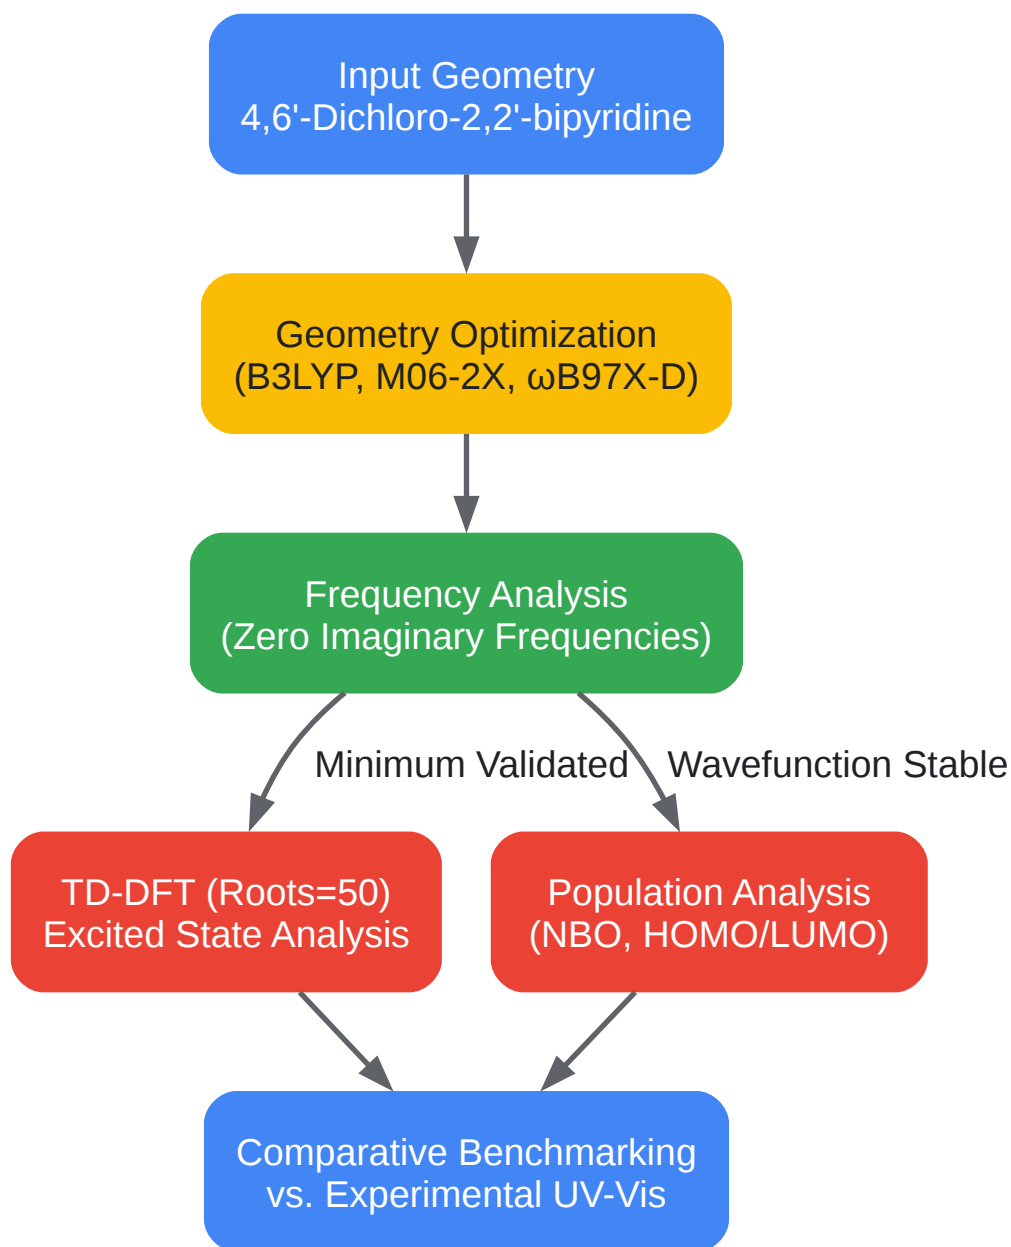 Input Geometry
4,6'-Dichloro-2,2'-bipyridine
Geometry Optimization
(B3LYP, M06-2X, ωB97X-D)
Frequency Analysis
(Zero Imaginary Frequencies)
Minimum Validated
Wavefunction Stable
TD-DFT (Roots=50)
Excited State Analysis
Population Analysis
(NBO, HOMO/LUMO)
Comparative Benchmarking
vs. Experimental UV-Vis